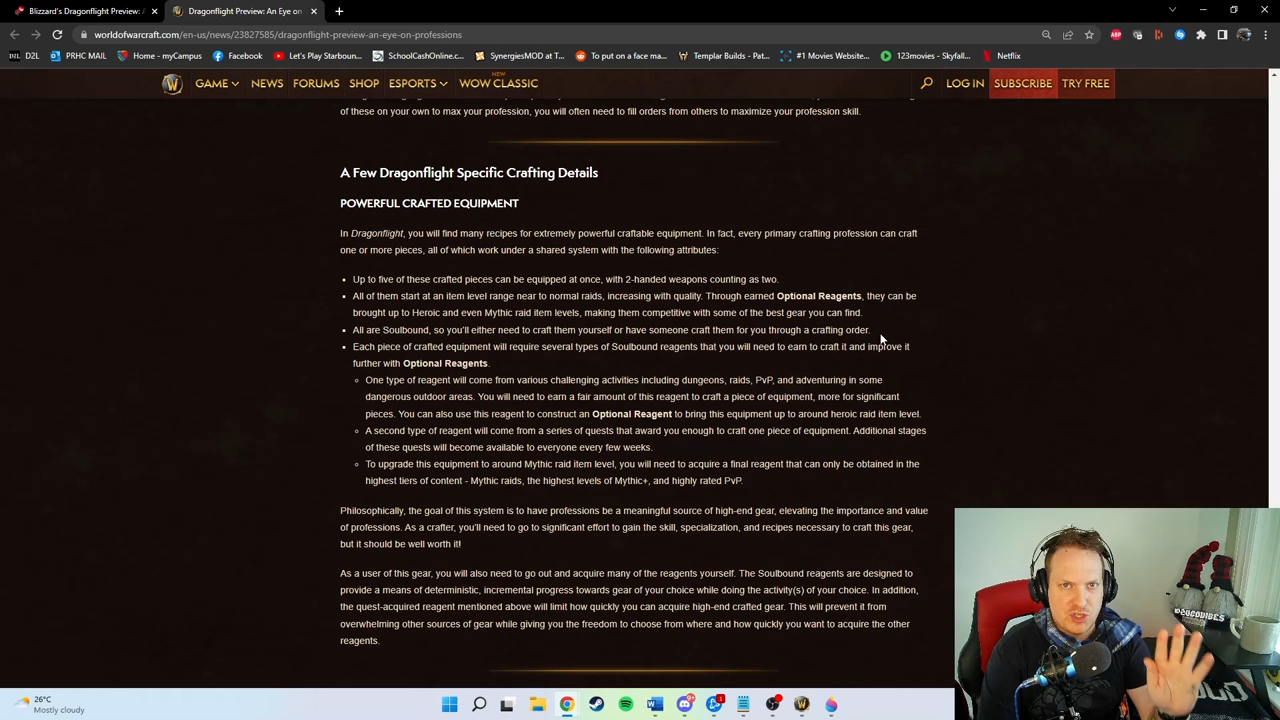 Blizzard's Dragonflight Preview: A
Dragonflight Preview: An Eye on
worldofwarcraft.com/en-us/news/23827585/dragonflight-preview-an-eye-on-professions
D2L D2L PRHC MAIL Home - myCampus Facebook Let's Play Starboun... SchoolCashOnline.c... SynergiesMOD at T... To put on a face ma... Templar Builds - Pat... #1 Movies Website... 123movies - Skyfall... Netflix
NEW
GAME NEWS FORUMS SHOP ESPORTS WOW CLASSIC LOG IN SUBSCRIBE TRY FREE
of these on your own to max your profession, you will often need to fill orders from others to maximize your profession skill.
A Few Dragonflight Specific Crafting Details
POWERFUL CRAFTED EQUIPMENT
In Dragonflight, you will find many recipes for extremely powerful craftable equipment. In fact, every primary crafting profession can craft
one or more pieces, all of which work under a shared system with the following attributes:
• Up to five of these crafted pieces can be equipped at once, with 2-handed weapons counting as two.
• All of them start at an item level range near to normal raids, increasing with quality. Through earned Optional Reagents, they can be
brought up to Heroic and even Mythic raid item levels, making them competitive with some of the best gear you can find.
• All are Soulbound, so you'll either need to craft them yourself or have someone craft them for you through a crafting order.
• Each piece of crafted equipment will require several types of Soulbound reagents that you will need to earn to craft it and improve it
further with Optional Reagents.
One type of reagent will come from various challenging activities including dungeons, raids, PvP, and adventuring in some
dangerous outdoor areas. You will need to earn a fair amount of this reagent to craft a piece of equipment, more for significant
pieces. You can also use this reagent to construct an Optional Reagent to bring this equipment up to around heroic raid item level.
A second type of reagent will come from a series of quests that award you enough to craft one piece of equipment. Additional stages
of these quests will become available to everyone every few weeks.
To upgrade this equipment to around Mythic raid item level, you will need to acquire a final reagent that can only be obtained in the
highest tiers of content - Mythic raids, the highest levels of Mythic+, and highly rated PvP.
Philosophically, the goal of this system is to have professions be a meaningful source of high-end gear, elevating the importance and value
of professions. As a crafter, you'll need to go to significant effort to gain the skill, specialization, and recipes necessary to craft this gear,
but it should be well worth it!
As a user of this gear, you will also need to go out and acquire many of the reagents yourself. The Soulbound reagents are designed to
provide a means of deterministic, incremental progress towards gear of your choice while doing the activity(s) of your choice. In addition,
the quest-acquired reagent mentioned above will limit how quickly you can acquire high-end crafted gear. This will prevent it from
overwhelming other sources of gear while giving you the freedom to choose from where and how quickly you want to acquire the other
reagents.
26°C
Mostly cloudy